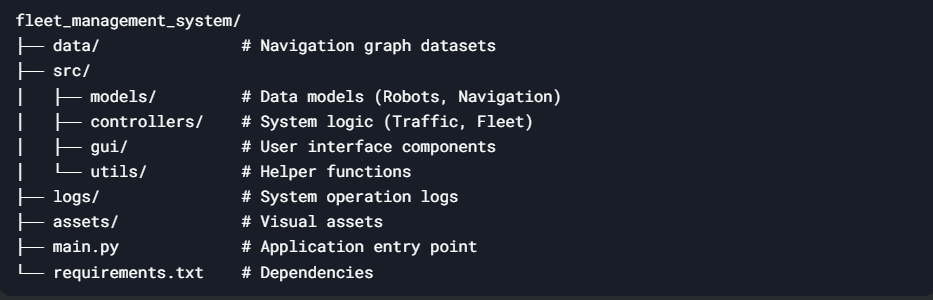 fleet_management_system/
├── data/               # Navigation graph datasets
├── src/
│   ├── models/         # Data models (Robots, Navigation)
│   ├── controllers/    # System logic (Traffic, Fleet)
│   ├── gui/            # User interface components
│   └── utils/          # Helper functions
├── logs/               # System operation logs
├── assets/             # Visual assets
├── main.py             # Application entry point
└── requirements.txt    # Dependencies